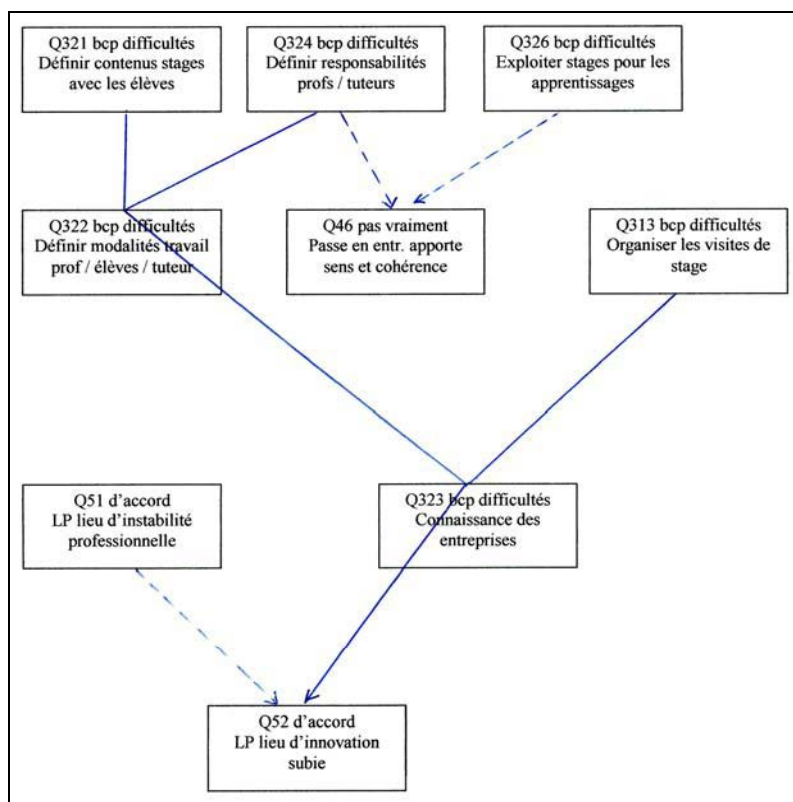 Q321 bcp difficultés
Définir contenus stages
avec les élèves
Q324 bcp difficultés
Définir responsabilités
profs / tuteurs
Q326 bcp difficultés
Exploiter stages pour les
apprentissages
Q322 bcp difficultés
Définir modalités travail
prof / élèves / tuteur
Q46 pas vraiment
Passe en entr. apporte
sens et cohérence
Q313 bcp difficultés
Organiser les visites de
stage
Q51 d’accord
LP lieu d’instabilité
professionnelle
Q323 bcp difficultés
Connaissance des
entreprises
Q52 d’accord
LP lieu d’innovation
subie